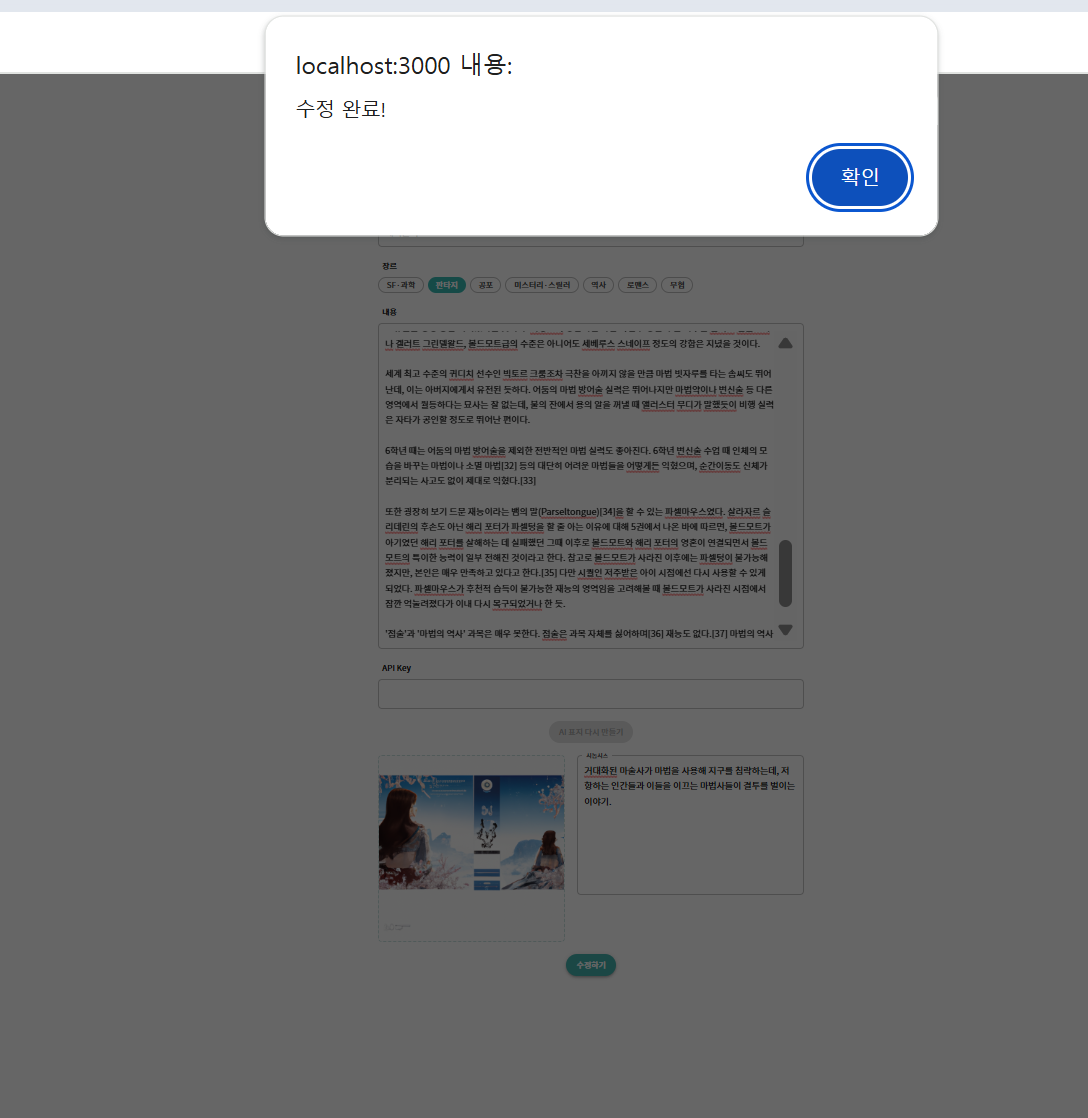 localhost:3000 내용:
수정 완료!
확인
장르
SF·과학
판타지
공포
미스터리·스릴러
역사
로맨스
무협
내용
나 겔러트 그린델왈드, 볼드모트급의 수준은 아니어도 세베루스 스네이프 정도의 강함은 지녔을 것이다.
세계 최고 수준의 퀴디치 선수인 빅토르 크룸조차 극찬을 아끼지 않을 만큼 마법 빗자루를 타는 솜씨도 뛰어
난데, 이는 아버지에게서 유전된 듯하다. 어둠의 마법 방어술 실력은 뛰어나지만 마법약이나 변신술 등 다른
영역에서 월등하다는 묘사는 잘 없는데, 불의 잔에서 용의 알을 꺼낼 때 앨러스터 무디가 말했듯이 비행 실력
은 자타가 공인할 정도로 뛰어난 편이다.
6학년 때는 어둠의 마법 방어술을 제외한 전반적인 마법 실력도 좋아진다. 6학년 변신술 수업 때 인체의 모
습을 바꾸는 마법이나 소멸 마법[32] 등의 대단히 어려운 마법들을 어떻게든 익혔으며, 순간이동도 신체가
분리되는 사고도 없이 제대로 익혔다.[33]
또한 굉장히 보기 드문 재능이라는 뱀의 말(Parseltongue)[34]을 할 수 있는 파셀마우스였다. 살라자르 슬
리데린의 후손도 아닌 해리 포터가 파셀텅을 할 줄 아는 이유에 대해 5권에서 나온 바에 따르면, 볼드모트가
아기였던 해리 포터를 살해하는 데 실패했던 그때 이후로 볼드모트와 해리 포터의 영혼이 연결되면서 볼드
모트의 특이한 능력이 일부 전해진 것이라고 한다. 참고로 볼드모트가 사라진 이후에는 파셀텅이 불가능해
졌지만, 본인은 매우 만족하고 있다고 한다.[35] 다만 시퀄인 저주받은 아이 시점에선 다시 사용할 수 있게
되었다. 파셀마우스가 후천적 습득이 불가능한 재능의 영역임을 고려해볼 때 볼드모트가 사라진 시점에서
잠깐 억눌려졌다가 이내 다시 복구되었거나 한 듯.
'점술'과 '마법의 역사' 과목은 매우 못한다. 점술은 과목 자체를 싫어하며[36] 재능도 없다.[37] 마법의 역사
API Key
AI 표지 다시 만들기
시놉시스
거대화된 마술사가 마법을 사용해 지구를 침략하는데, 저
항하는 인간들과 이들을 이끄는 마법사들이 결투를 벌이는
이야기.
수정하기